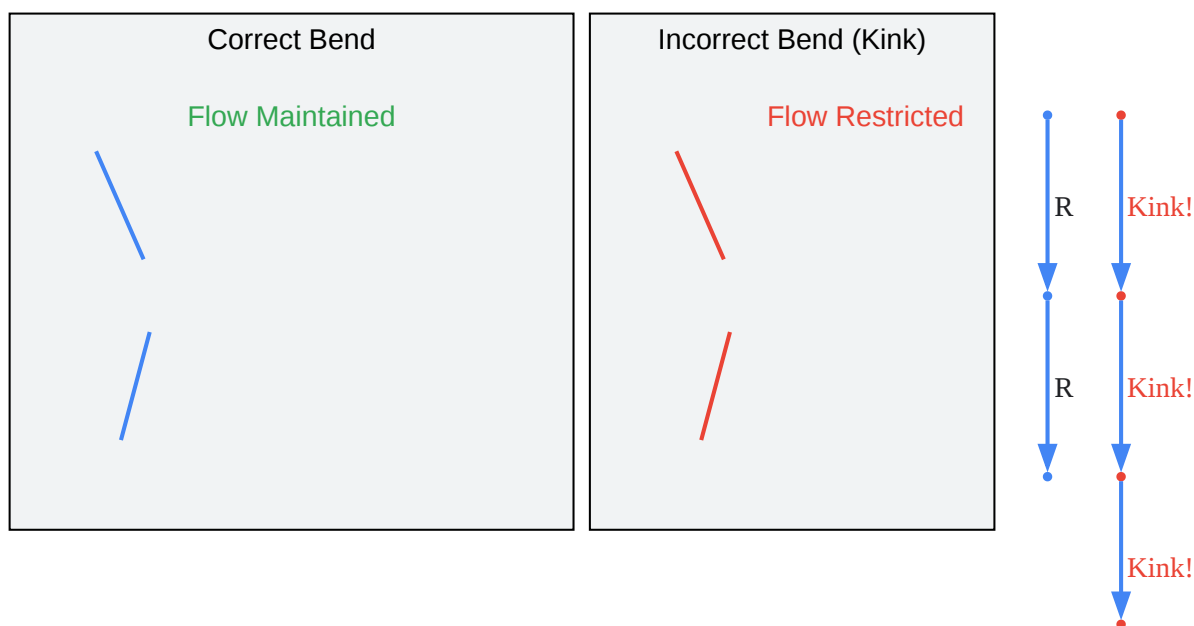 Correct Bend
Flow Maintained
Incorrect Bend (Kink)
Flow Restricted
R
Kink!
R
Kink!
Kink!